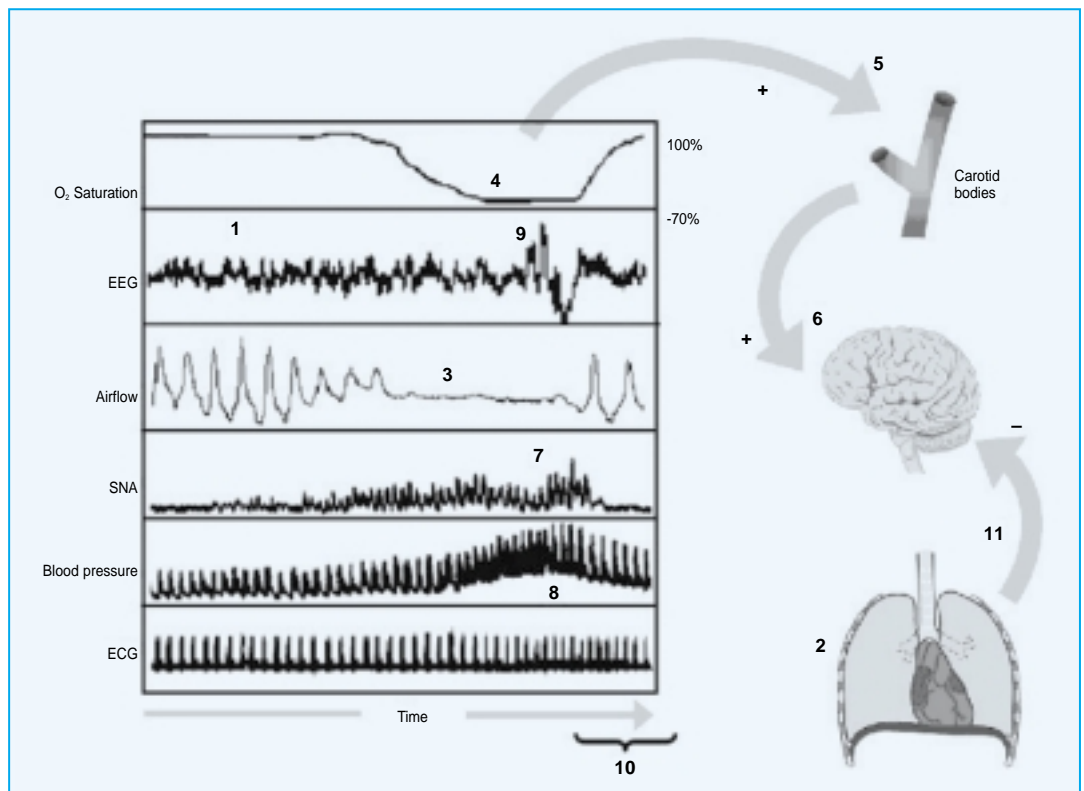 5
+
100%
O₂ Saturation
4
Carotid
bodies
-70%
1
9
EEG
6
+
3
Airflow
–
7
SNA
11
Blood pressure
8
2
ECG
Time
10